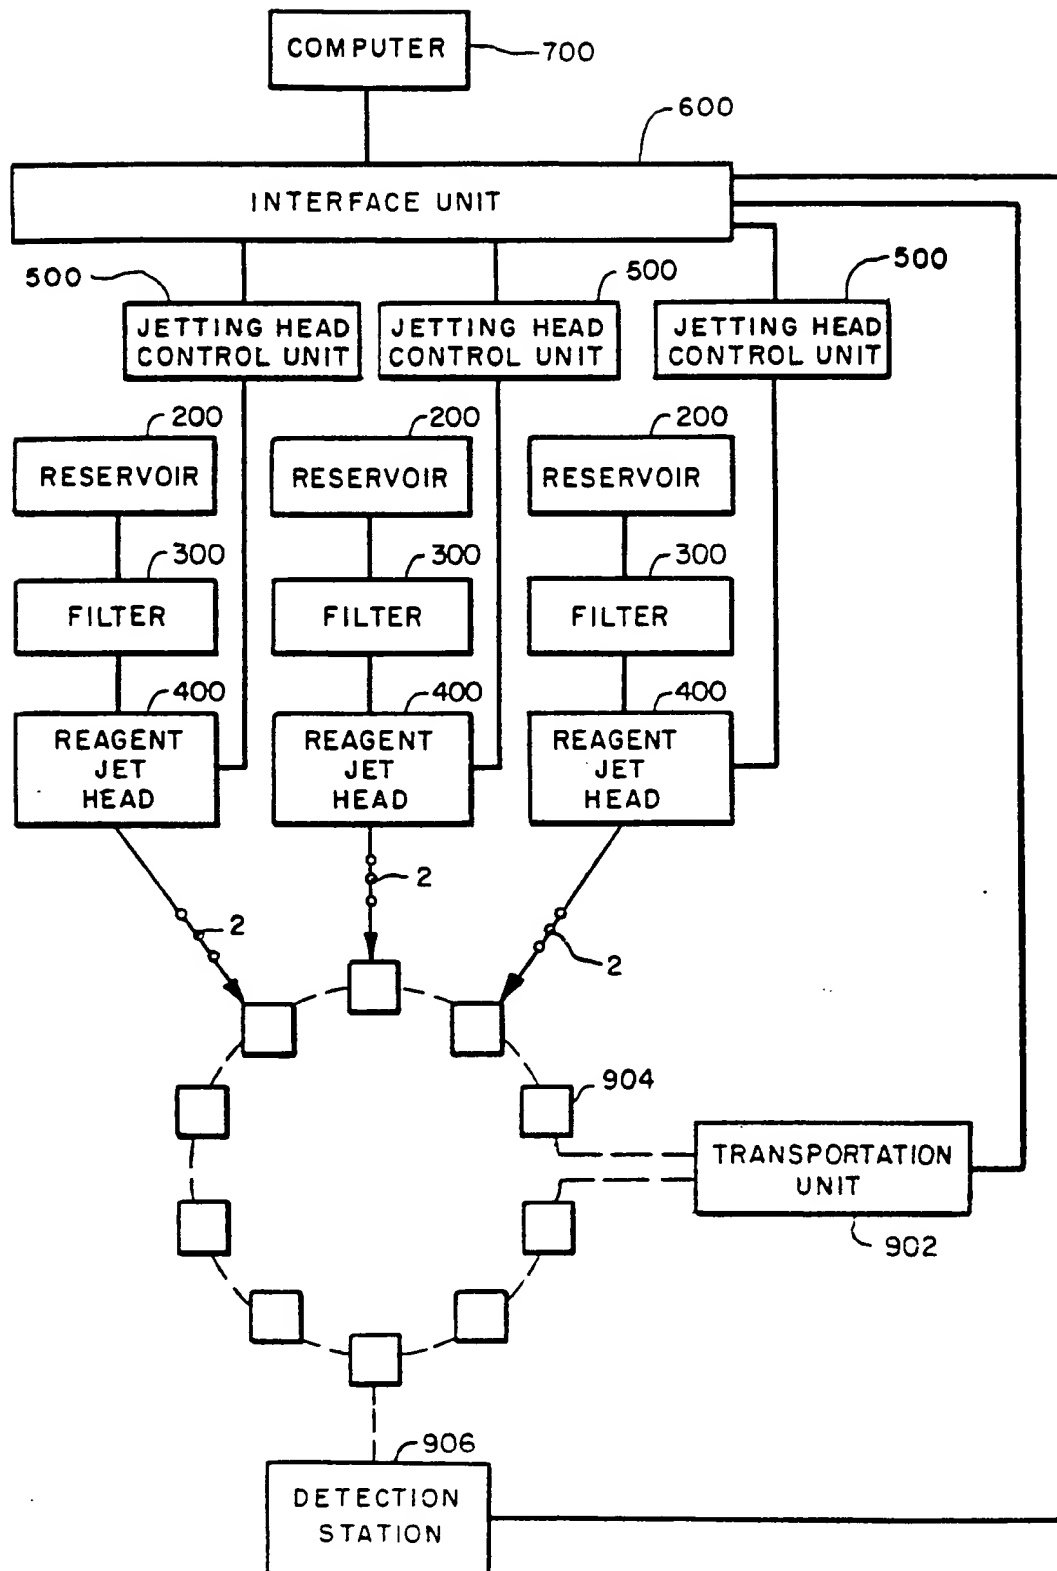 COMPUTER
700
600
INTERFACE UNIT
500
500
500
JETTING HEAD
CONTROL UNIT
JETTING HEAD
CONTROL UNIT
JETTING HEAD
CONTROL UNIT
200
200
200
RESERVOIR
RESERVOIR
RESERVOIR
300
300
300
FILTER
FILTER
FILTER
400
400
400
REAGENT
JET
HEAD
REAGENT
JET
HEAD
REAGENT
JET
HEAD
2
2
2
904
TRANSPORTATION
UNIT
902
906
DETECTION
STATION